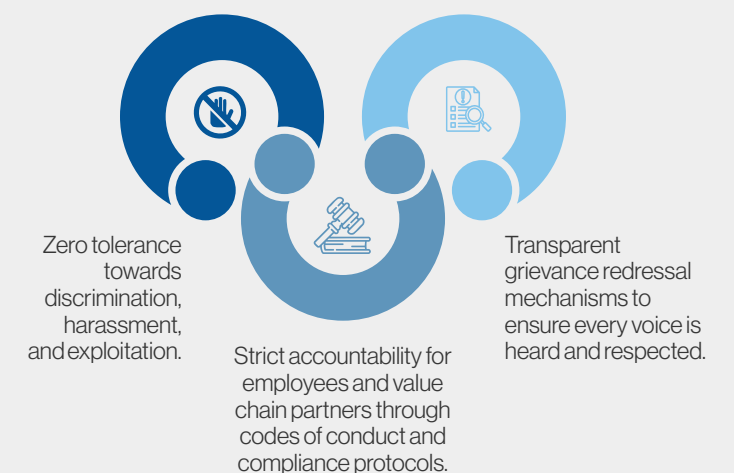 Zero tolerance
towards
discrimination,
harassment,
and exploitation.
Strict accountability for
employees and value
chain partners through
codes of conduct and
compliance protocols.
Transparent
grievance redressal
mechanisms to
ensure every voice is
heard and respected.